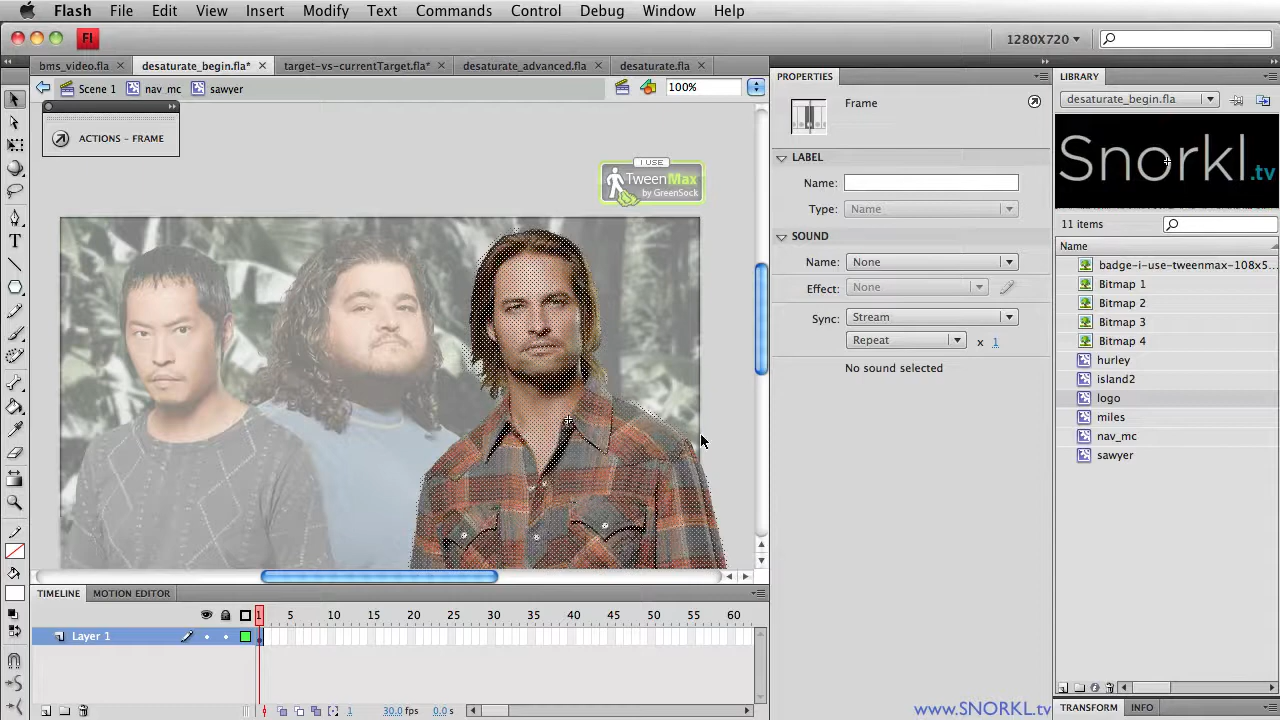 Flash File Edit View Insert Modify Text Commands Control Debug Window Help
Fl 1280X720
bms_video.fla desaturate_begin.fla* target-vs-currentTarget.fla* desaturate_advanced.fla desaturate.fla
Scene 1 nav_mc sawyer 100%
ACTIONS - FRAME
I USE
TweenMax
by GreenSock
PROPERTIES
Frame
LABEL
Name:
Type: Name
SOUND
Name: None
Effect: None
Sync: Stream
Repeat x 1
No sound selected
LIBRARY
desaturate_begin.fla
Snorkl.tv
11 items
Name
badge-i-use-tweenmax-108x5...
Bitmap 1
Bitmap 2
Bitmap 3
Bitmap 4
hurley
island2
logo
miles
nav_mc
sawyer
TIMELINE MOTION EDITOR
1 5 10 15 20 25 30 35 40 45 50 55 60
Layer 1
1 30.0 fps 0.0 s
www.SNORKL.tv
TRANSFORM INFO